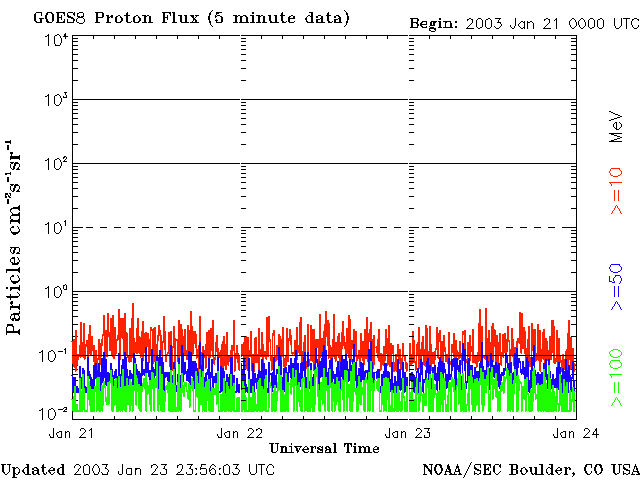 GOES8 Proton Flux (5 minute data)
Begin: 2003 Jan 21 0000 UTC
10⁴
10³
10²
10¹
10⁰
10⁻¹
10⁻²
Particles cm⁻²s⁻¹sr⁻¹
MeV
>=10
>=50
>=100
Jan 21
Jan 22
Jan 23
Jan 24
Universal Time
Updated 2003 Jan 23 23:56:03 UTC
NOAA/SEC Boulder, CO USA